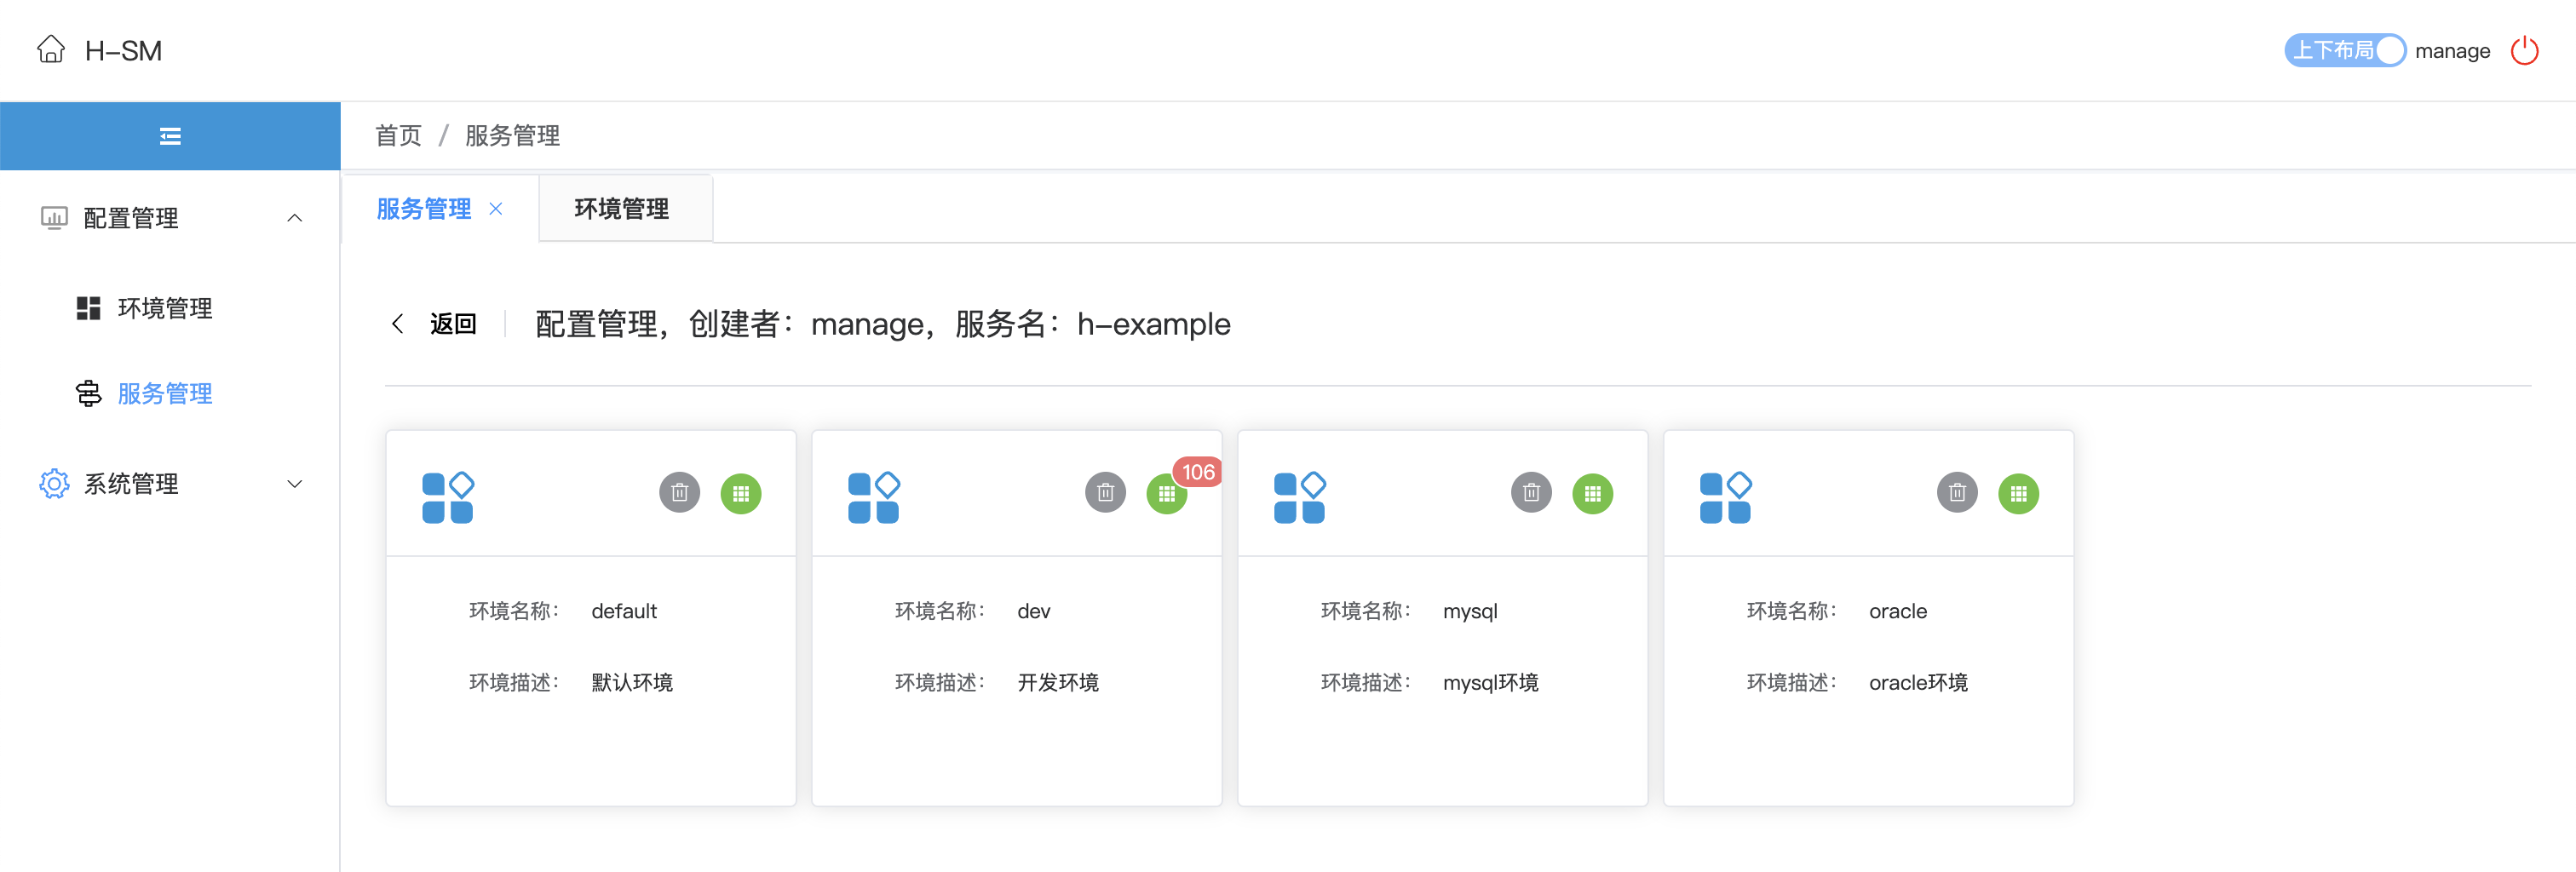 H-SM
上下布局 manage
首页 / 服务管理
配置管理
环境管理
服务管理
系统管理
服务管理 环境管理
返回 配置管理，创建者：manage，服务名：h-example
环境名称： default
环境描述： 默认环境
106
环境名称： dev
环境描述： 开发环境
环境名称： mysql
环境描述： mysql环境
环境名称： oracle
环境描述： oracle环境